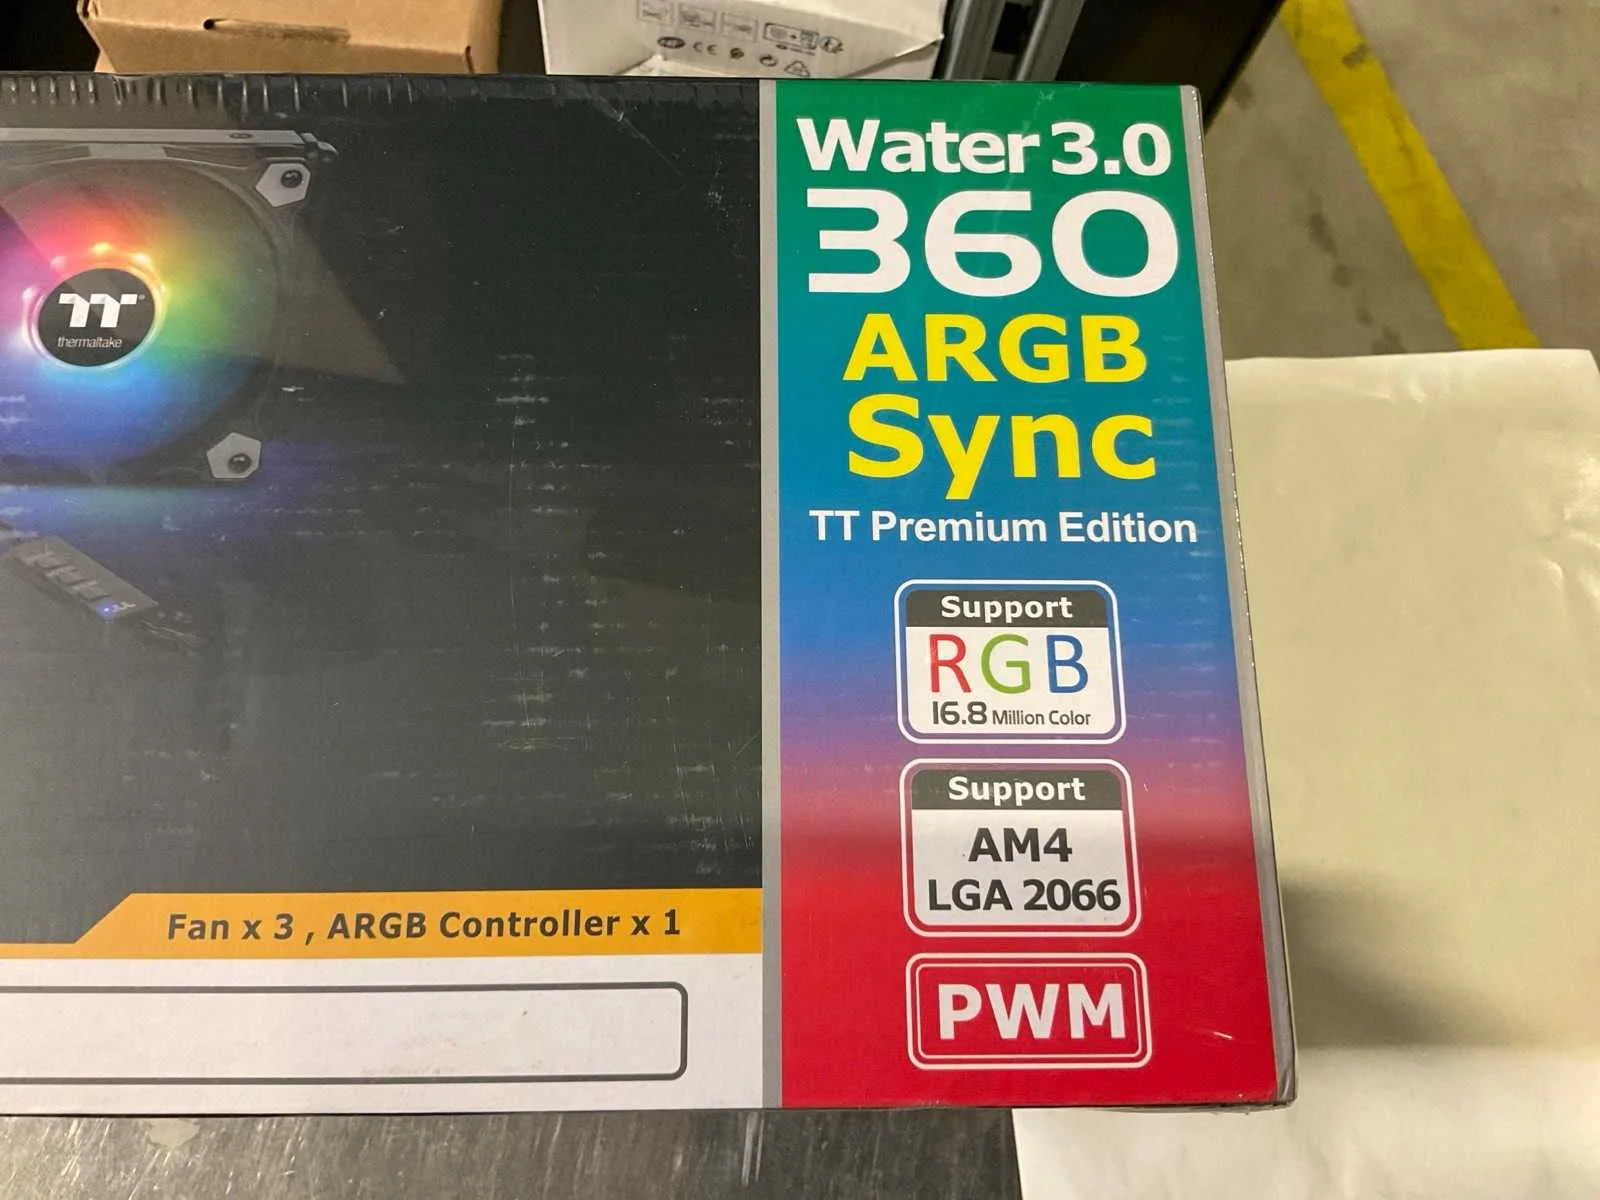 Water 3.0
360
ARGB
Sync
TT Premium Edition
Support
RGB
16.8 Million Color
Support
AM4
LGA 2066
PWM
thermaltake
Fan x 3 , ARGB Controller x 1